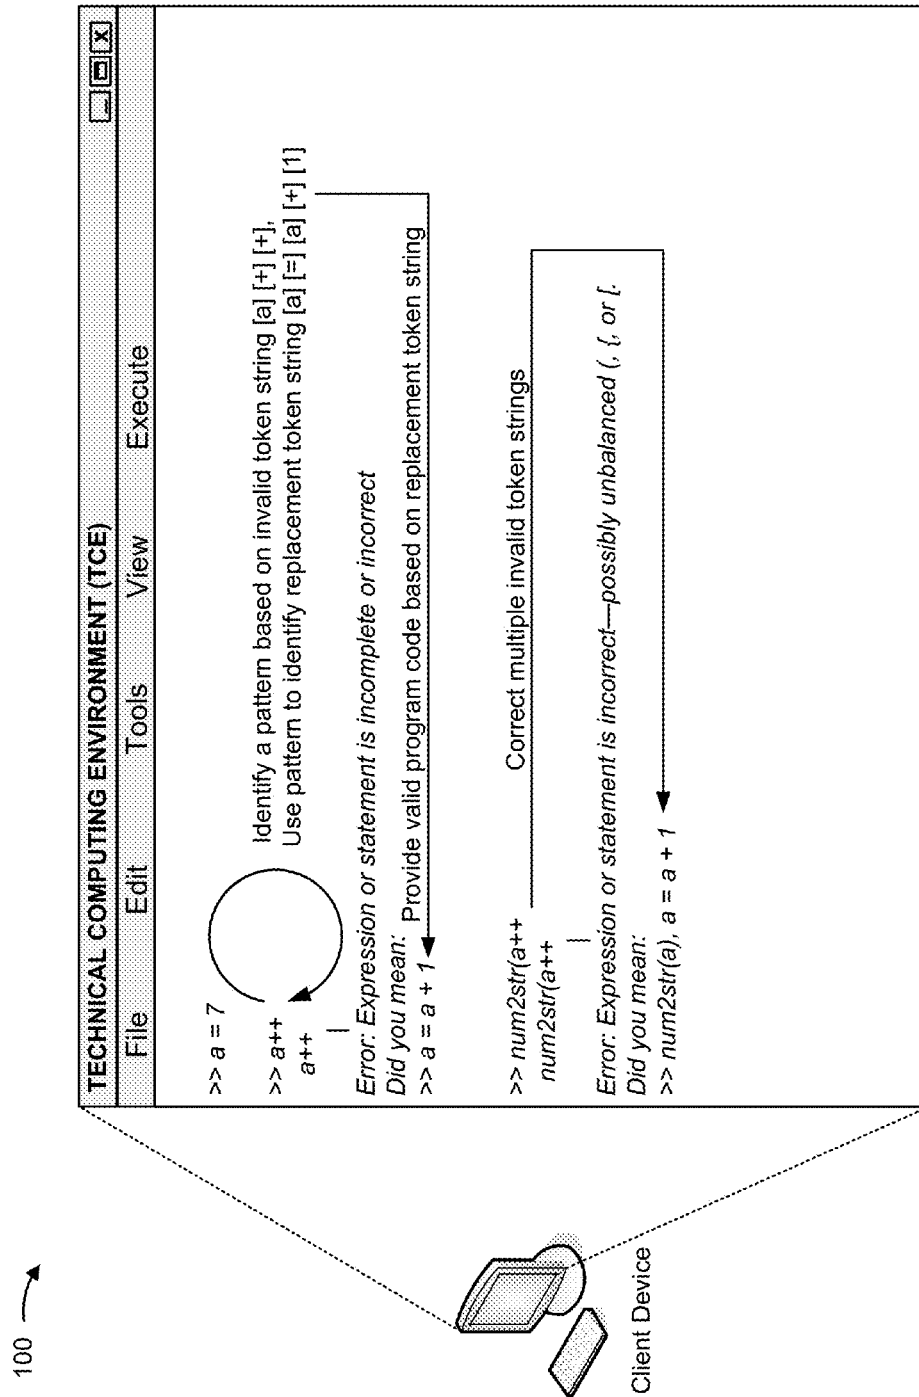 100
TECHNICAL COMPUTING ENVIRONMENT (TCE)
_ X
File Edit Tools View Execute
>> a = 7
>> a++
a++
|
Identify a pattern based on invalid token string [a] [+] [+],
Use pattern to identify replacement token string [a] [=] [a] [+] [1]
Error: Expression or statement is incomplete or incorrect
Did you mean:
Provide valid program code based on replacement token string
>> a = a + 1
>> num2str(a++
Correct multiple invalid token strings
num2str(a++
|
Error: Expression or statement is incorrect—possibly unbalanced (, {, or [.
Did you mean:
>> num2str(a), a = a + 1
Client Device